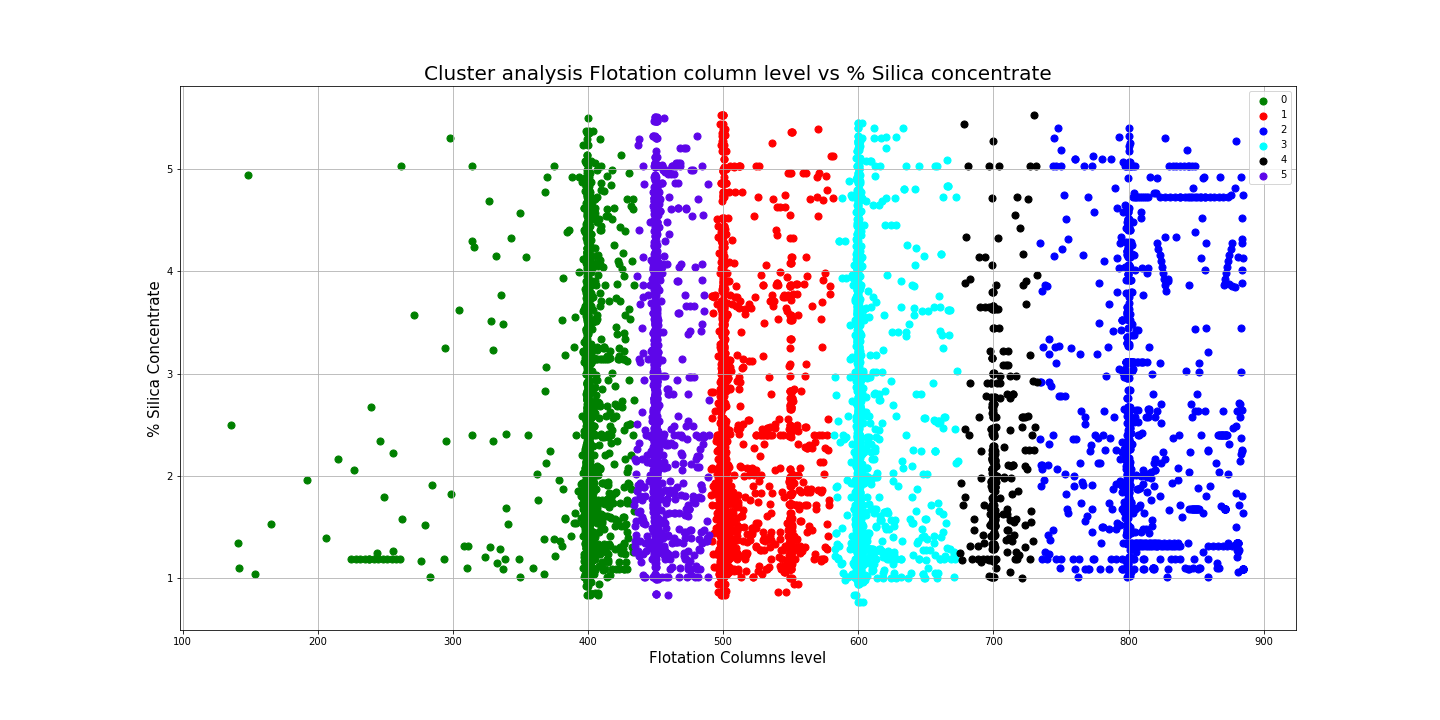 Cluster analysis Flotation column level vs % Silica concentrate
0
1
2
3
4
5
% Silica Concentrate
5
4
3
2
1
100 200 300 400 500 600 700 800 900
Flotation Columns level